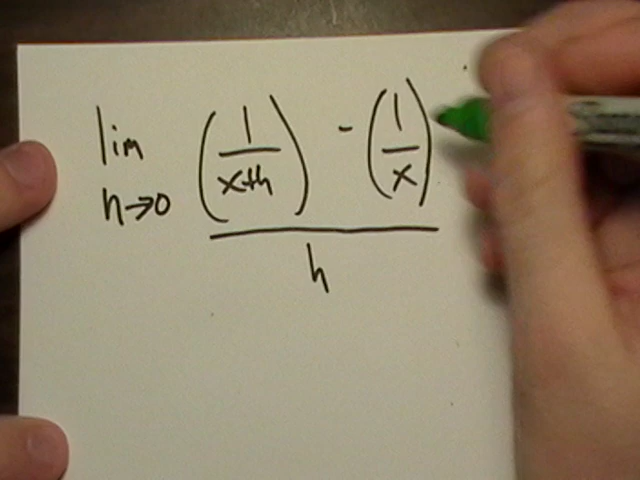 lim h→0 ((1/(x+h)) - (1/x))/h